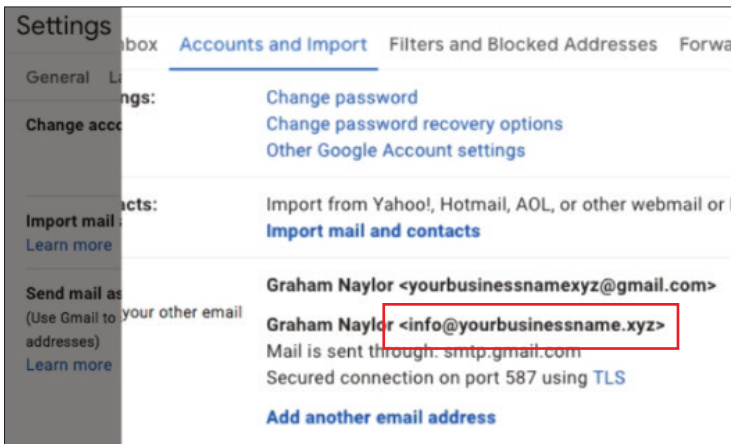 Settings
nbox Accounts and Import Filters and Blocked Addresses Forwa
General La
ngs: Change password
Change acco Change password recovery options
Other Google Account settings
acts: Import from Yahoo!, Hotmail, AOL, or other webmail or
Import mail Import mail and contacts
Learn more
Graham Naylor <yourbusinessnamexyz@gmail.com>
Send mail as
(Use Gmail to your other email
Graham Naylor <info@yourbusinessname.xyz>
addresses) Mail is sent through: smtp.gmail.com
Learn more Secured connection on port 587 using TLS
Add another email address